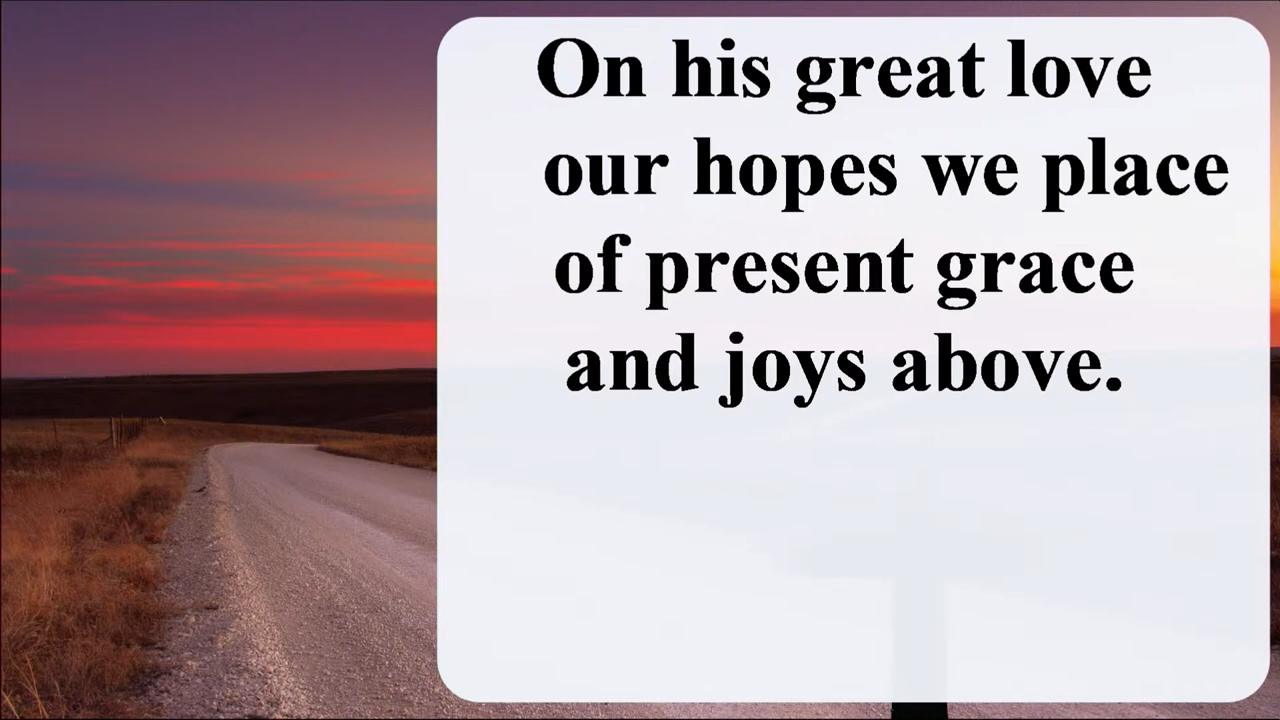 On his great love
our hopes we place
of present grace
and joys above.